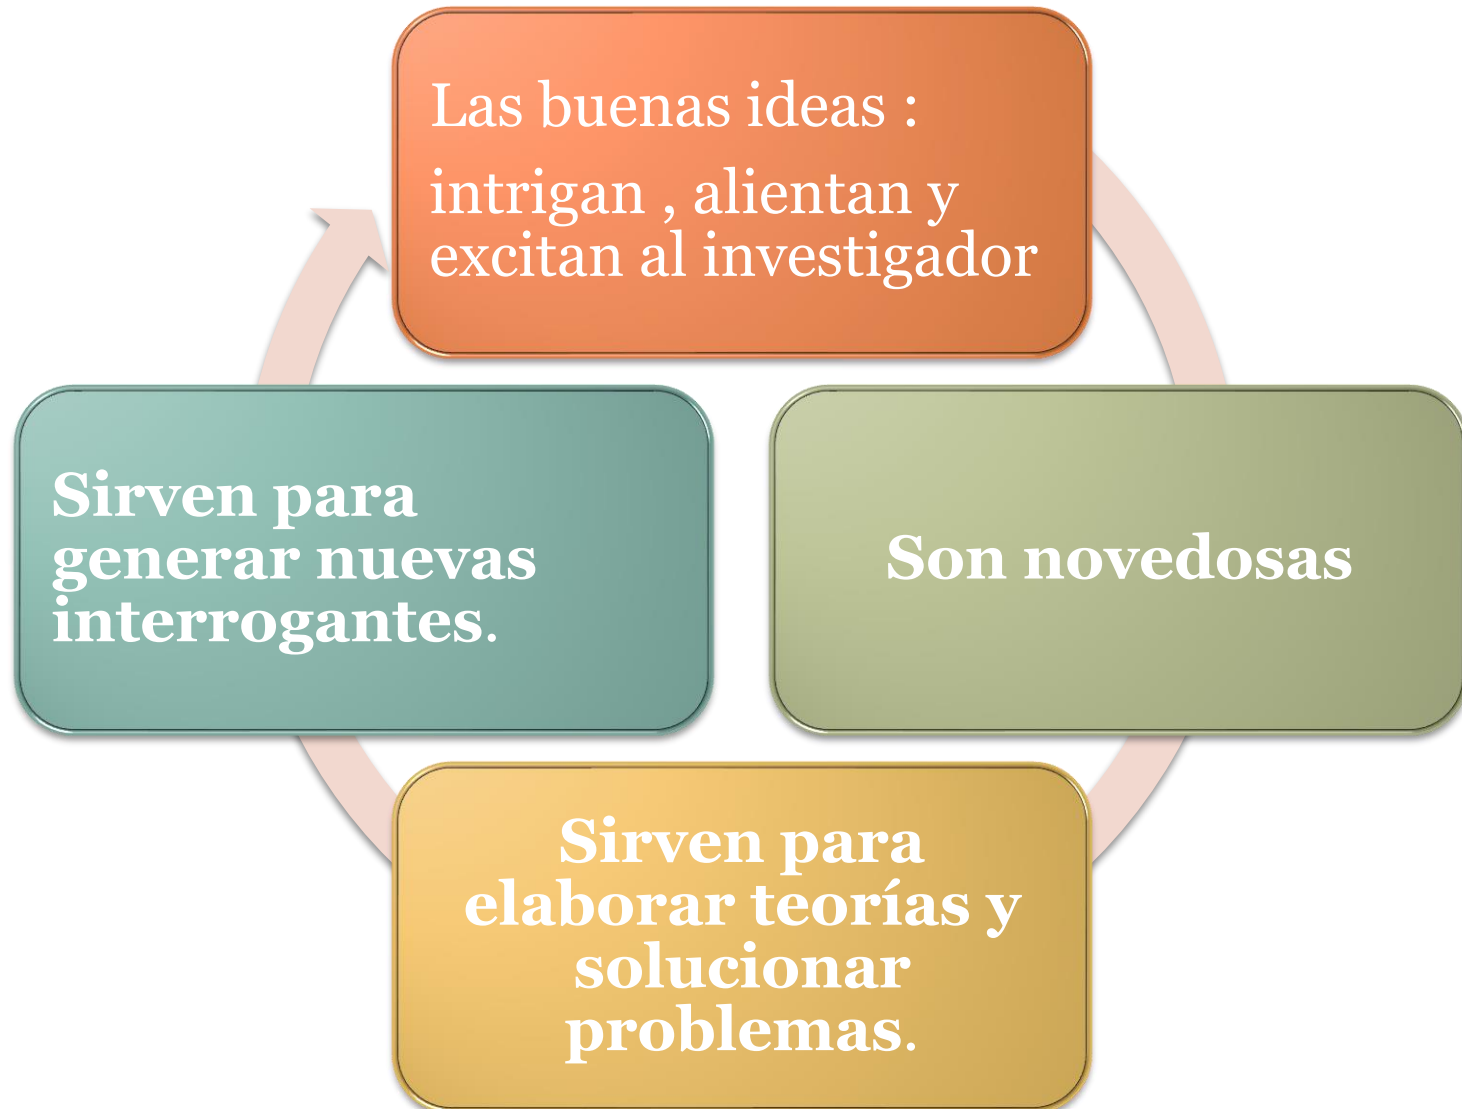 Las buenas ideas :
intrigan , alientan y
excitan al investigador
Son novedosas
Sirven para
elaborar teorías y
solucionar
problemas.
Sirven para
generar nuevas
interrogantes.